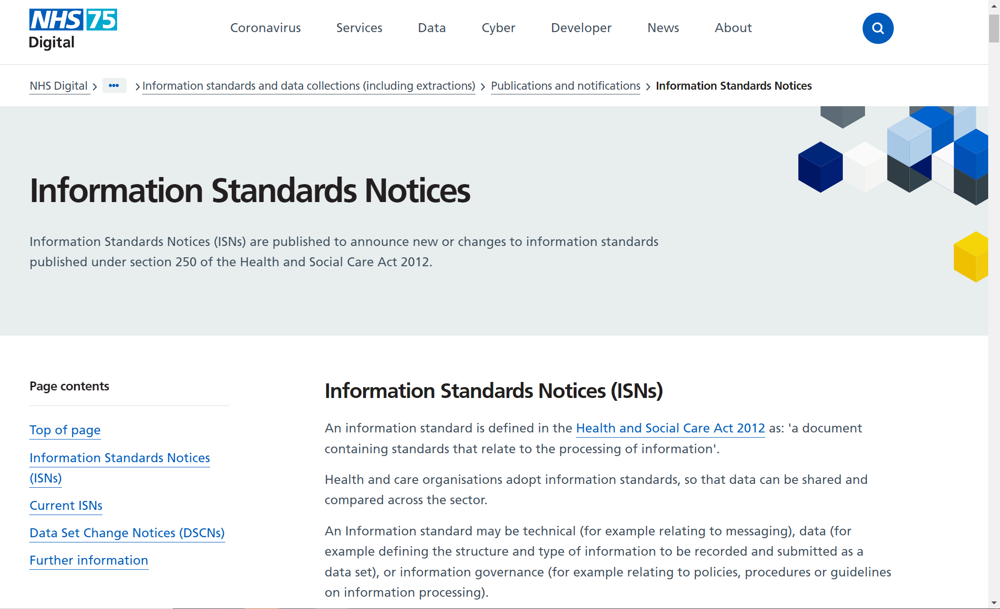 NHS 75
Digital
Coronavirus Services Data Cyber Developer News About
NHS Digital > ••• > Information standards and data collections (including extractions) > Publications and notifications > Information Standards Notices
Information Standards Notices
Information Standards Notices (ISNs) are published to announce new or changes to information standards
published under section 250 of the Health and Social Care Act 2012.
Page contents
Top of page
Information Standards Notices
(ISNs)
Current ISNs
Data Set Change Notices (DSCNs)
Further information
Information Standards Notices (ISNs)
An information standard is defined in the Health and Social Care Act 2012 as: 'a document
containing standards that relate to the processing of information'.
Health and care organisations adopt information standards, so that data can be shared and
compared across the sector.
An Information standard may be technical (for example relating to messaging), data (for
example defining the structure and type of information to be recorded and submitted as a
data set), or information governance (for example relating to policies, procedures or guidelines
on information processing).